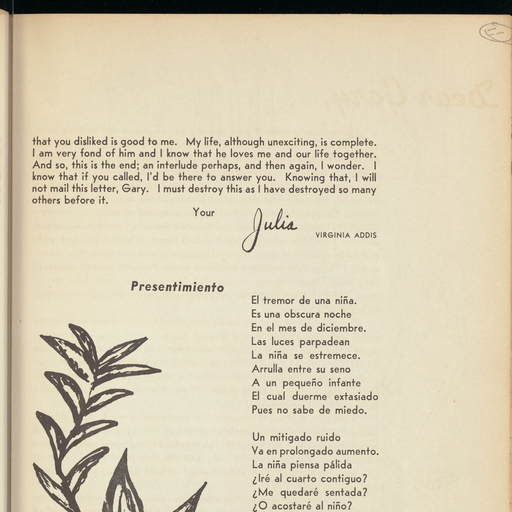 that you disliked is good to me. My life, although unexciting, is complete.
I am very fond of him and I know that he loves me and our life together.
And so, this is the end; an interlude perhaps, and then again, I wonder. I
know that if you called, I'd be there to answer you. Knowing that, I will
not mail this letter, Gary. I must destroy this as I have destroyed so many
others before it.
Your
Julia
VIRGINIA ADDIS
Presentimiento
El tremor de una niña.
Es una obscura noche
En el mes de diciembre.
Las luces parpadean
La niña se estremece.
Arrulla entre su seno
A un pequeño infante
El cual duerme extasiado
Pues no sabe de miedo.
Un mitigado ruido
Va en prolongado aumento.
La niña piensa pálida
¿Iré al cuarto contiguo?
¿Me quedaré sentada?
¿O acostaré al niño?